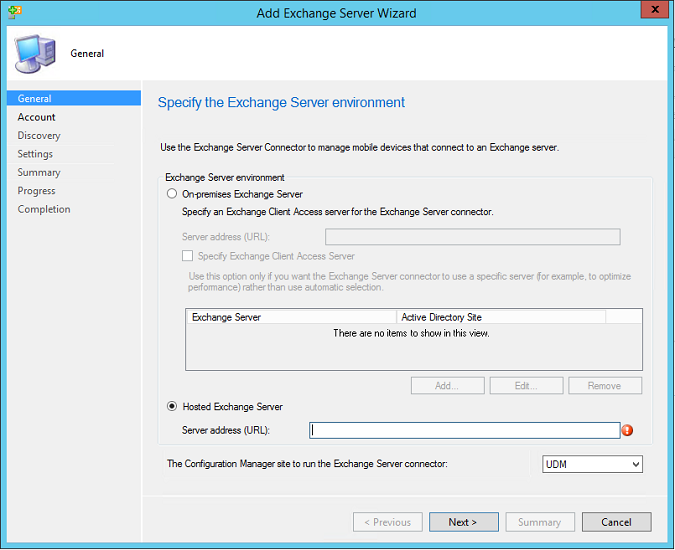 Add Exchange Server Wizard
x
General
General
Account
Discovery
Settings
Summary
Progress
Completion
Specify the Exchange Server environment
Use the Exchange Server Connector to manage mobile devices that connect to an Exchange server.
Exchange Server environment
On-premises Exchange Server
Specify an Exchange Client Access server for the Exchange Server connector.
Server address (URL):
Specify Exchange Client Access Server
Use this option only if you want the Exchange Server connector to use a specific server (for example, to optimize
performance) rather than use automatic selection.
Exchange Server Active Directory Site
There are no items to show in this view.
Add... Edit... Remove
Hosted Exchange Server
Server address (URL):
The Configuration Manager site to run the Exchange Server connector: UDM
< Previous Next > Summary Cancel